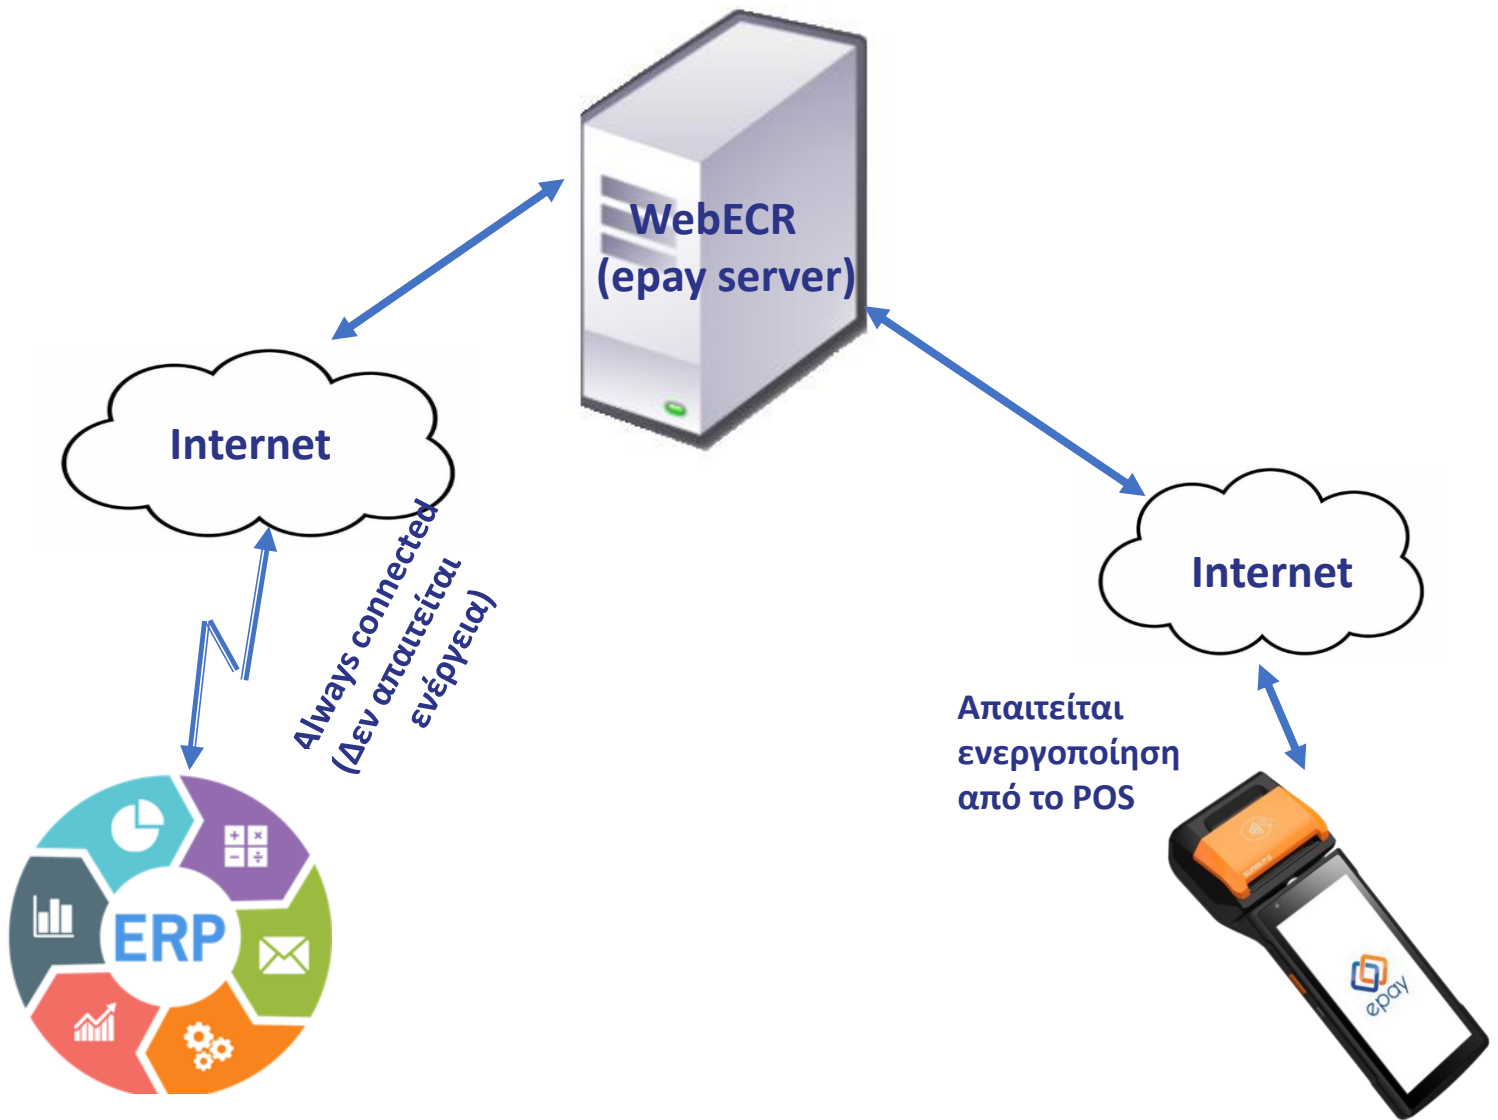 WebECR
(epay server)
Internet
Always connected
(Δεν απαιτείται
ενέργεια)
Internet
Απαιτείται
ενεργοποίηση
από το POS
ERP
epay